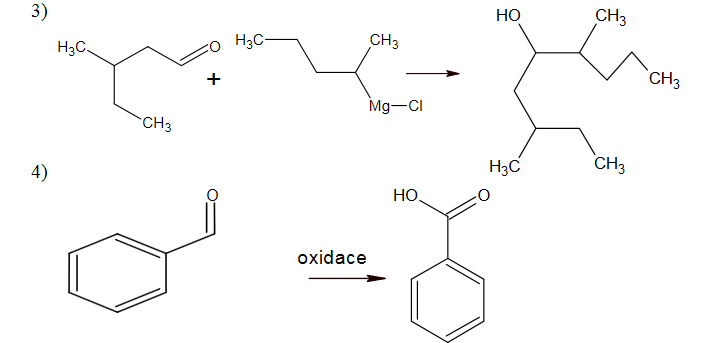 3)
H₃C
O
CH₃
+
H₃C
CH₃
Mg—Cl
HO
CH₃
CH₃
H₃C
CH₃
4)
O
oxidace
HO
O